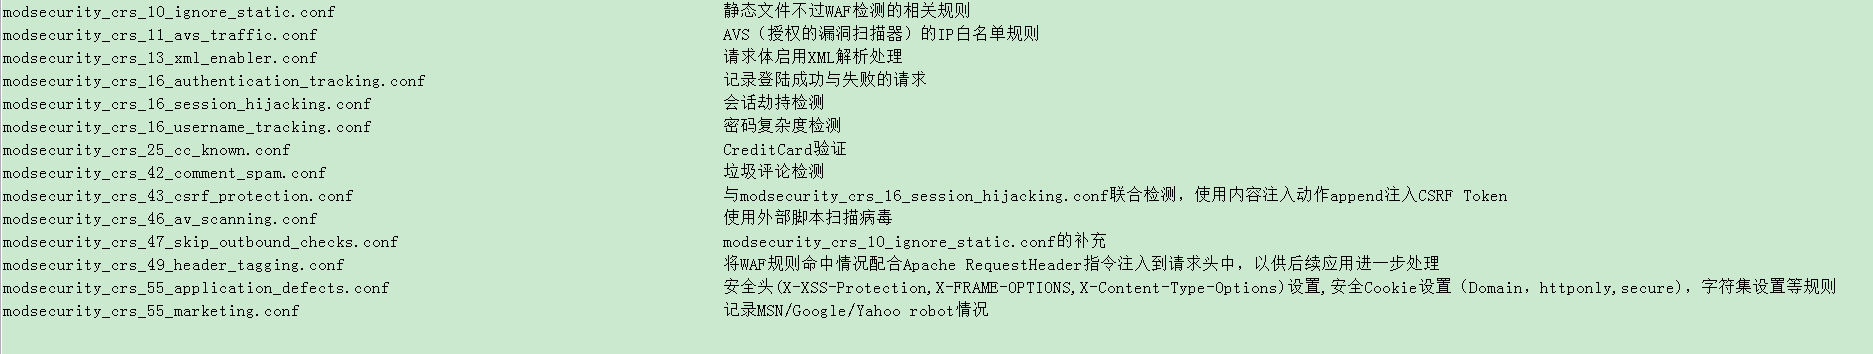 modsecurity_crs_10_ignore_static.conf 静态文件不过WAF检测的相关规则
modsecurity_crs_11_avs_traffic.conf AVS（授权的漏洞扫描器）的IP白名单规则
modsecurity_crs_13_xml_enabler.conf 请求体启用XML解析处理
modsecurity_crs_16_authentication_tracking.conf 记录登陆成功与失败的请求
modsecurity_crs_16_session_hijacking.conf 会话劫持检测
modsecurity_crs_16_username_tracking.conf 密码复杂度检测
modsecurity_crs_25_cc_known.conf CreditCard验证
modsecurity_crs_42_comment_spam.conf 垃圾评论检测
modsecurity_crs_43_csrf_protection.conf 与modsecurity_crs_16_session_hijacking.conf联合检测，使用内容注入动作append注入CSRF Token
modsecurity_crs_46_av_scanning.conf 使用外部脚本扫描病毒
modsecurity_crs_47_skip_outbound_checks.conf modsecurity_crs_10_ignore_static.conf的补充
modsecurity_crs_49_header_tagging.conf 将WAF规则命中情况配合Apache RequestHeader指令注入到请求头中，以供后续应用进一步处理
modsecurity_crs_55_application_defects.conf 安全头(X-XSS-Protection,X-FRAME-OPTIONS,X-Content-Type-Options)设置,安全Cookie设置（Domain，httponly,secure），字符集设置等规则
modsecurity_crs_55_marketing.conf 记录MSN/Google/Yahoo robot情况